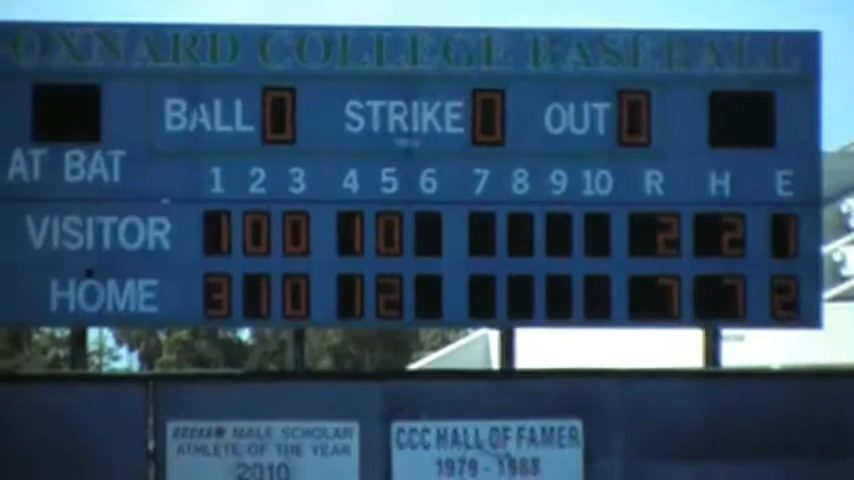 OXNARD COLLEGE BASEBALL
BALL 0 STRIKE 0 OUT 0
AT BAT
1 2 3 4 5 6 7 8 9 10 R H E
VISITOR 1 0 0 1 0 2 2 1
HOME 3 1 0 1 2 7 7 2
MALE SCHOLAR
ATHLETE OF THE YEAR
2010
CCC HALL OF FAMER
1979 - 1988